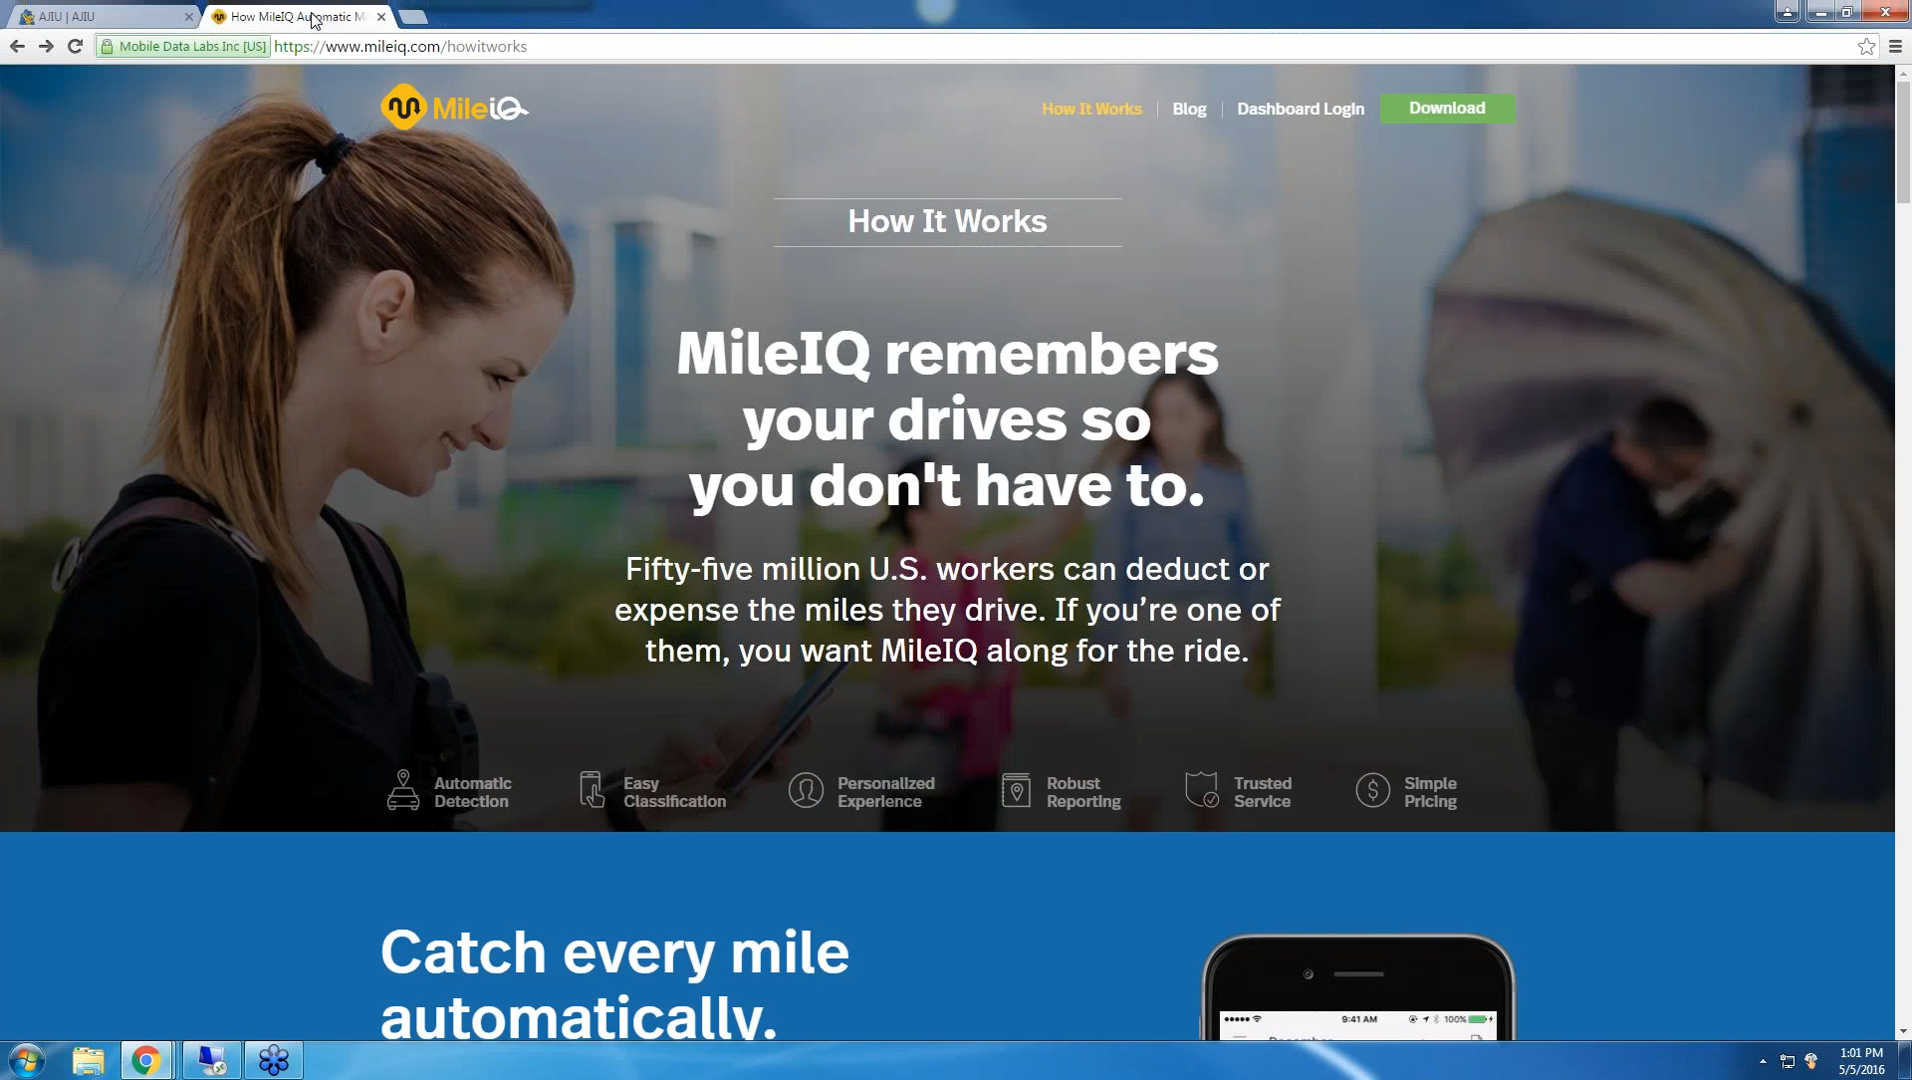 AJIU | AJIU
How MileIQ Automatic M
Mobile Data Labs Inc [US]
https://www.mileiq.com/howitworks
MileIQ
How It Works
Blog
Dashboard Login
Download
How It Works
MileIQ remembers
your drives so
you don't have to.
Fifty-five million U.S. workers can deduct or
expense the miles they drive. If you’re one of
them, you want MileIQ along for the ride.
Automatic
Detection
Easy
Classification
Personalized
Experience
Robust
Reporting
Trusted
Service
Simple
Pricing
Catch every mile
automatically.
9:41 AM
100%
December
1:01 PM
5/5/2016